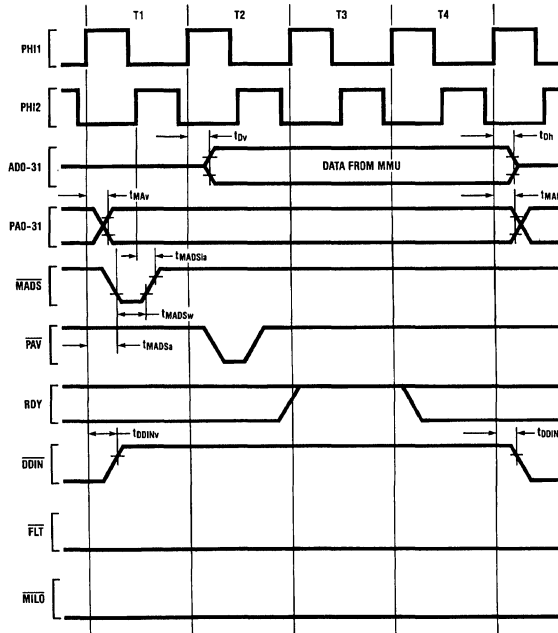 T1 T2 T3 T4
PHI1
PHI2
tDv tDh
AD0-31 DATA FROM MMU
tMAv
PA0-31
tMADSia
MADS
tMADSw
PAV
tMADSa
RDY
tDDINv
DDIN
FLT
MILO